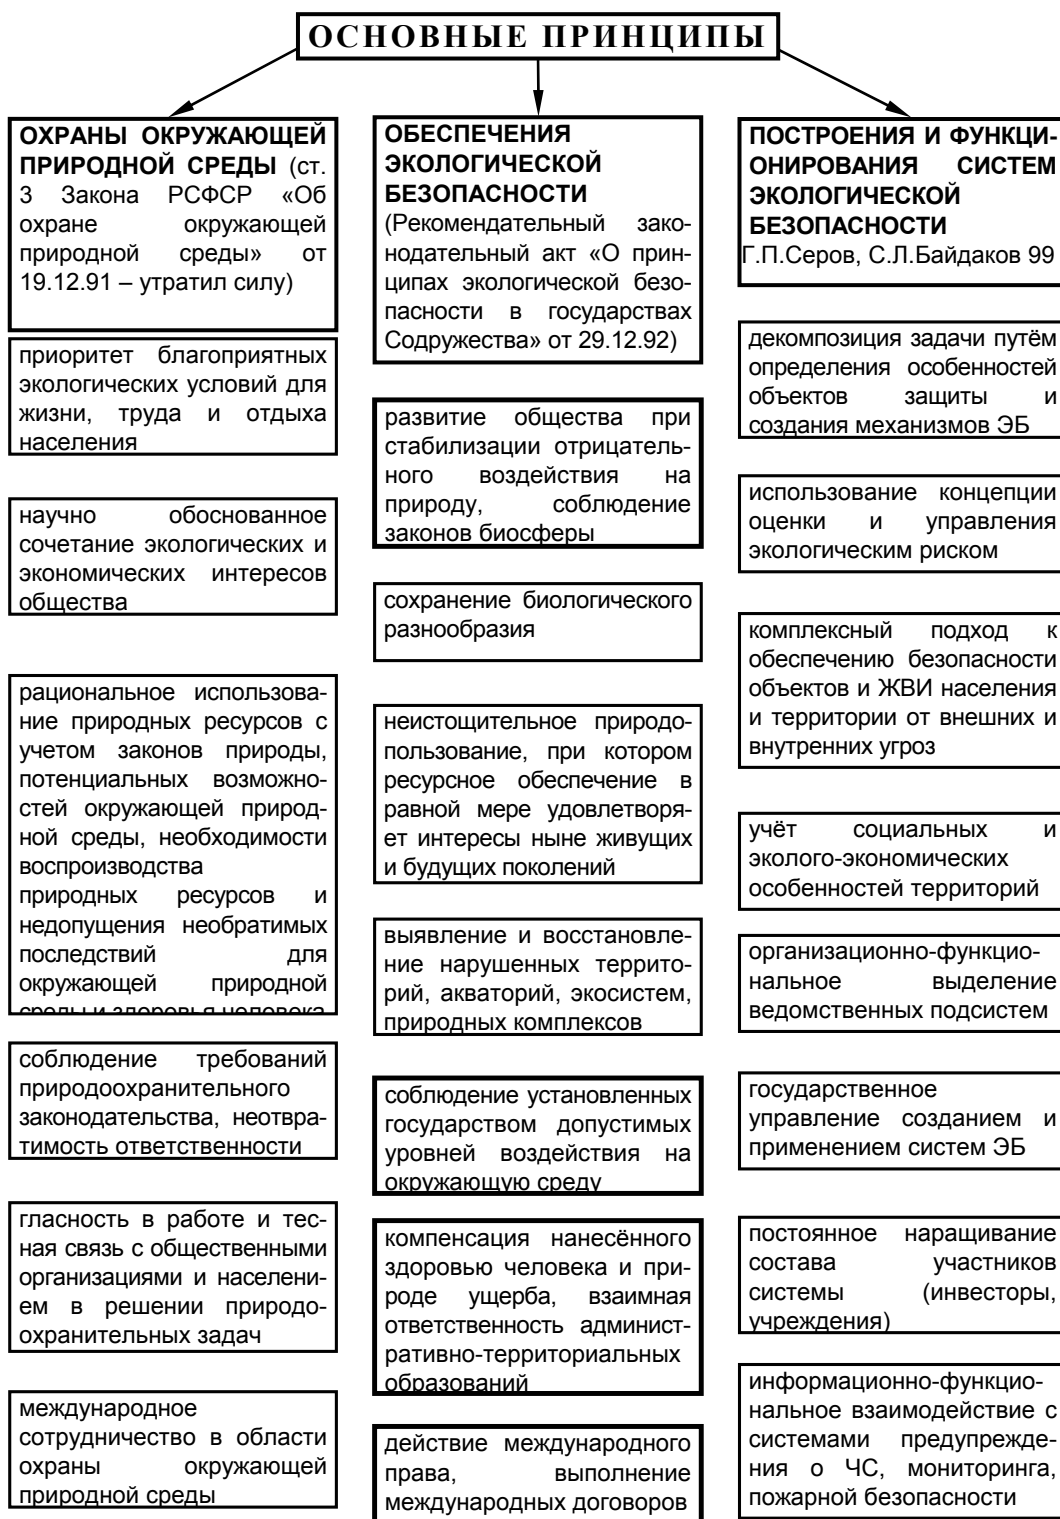 ОСНОВНЫЕ ПРИНЦИПЫ
ОХРАНЫ ОКРУЖАЮЩЕЙ
ПРИРОДНОЙ СРЕДЫ (ст.
3 Закона РСФСР «Об
охране окружающей
природной среды» от
19.12.91 – утратил силу)
приоритет благоприятных
экологических условий для
жизни, труда и отдыха
населения
научно обоснованное
сочетание экологических и
экономических интересов
общества
рациональное использова-
ние природных ресурсов с
учетом законов природы,
потенциальных возможно-
стей окружающей природ-
ной среды, необходимости
воспроизводства
природных ресурсов и
недопущения необратимых
последствий для
окружающей природной
среды и здоровья человека
соблюдение требований
природоохранительного
законодательства, неотвра-
тимость ответственности
гласность в работе и тес-
ная связь с общественными
организациями и населени-
ем в решении природо-
охранительных задач
международное
сотрудничество в области
охраны окружающей
природной среды
ОБЕСПЕЧЕНИЯ
ЭКОЛОГИЧЕСКОЙ
БЕЗОПАСНОСТИ
(Рекомендательный зако-
нодательный акт «О прин-
ципах экологической безо-
пасности в государствах
Содружества» от 29.12.92)
развитие общества при
стабилизации отрицатель-
ного воздействия на
природу, соблюдение
законов биосферы
сохранение биологического
разнообразия
неистощительное природо-
пользование, при котором
ресурсное обеспечение в
равной мере удовлетворя-
ет интересы ныне живущих
и будущих поколений
выявление и восстановле-
ние нарушенных террито-
рий, акваторий, экосистем,
природных комплексов
соблюдение установленных
государством допустимых
уровней воздействия на
окружающую среду
компенсация нанесённого
здоровью человека и при-
роде ущерба, взаимная
ответственность админист-
ративно-территориальных
образований
действие международного
права, выполнение
международных договоров
ПОСТРОЕНИЯ И ФУНКЦИ-
ОНИРОВАНИЯ СИСТЕМ
ЭКОЛОГИЧЕСКОЙ
БЕЗОПАСНОСТИ
Г.П.Серов, С.Л.Байдаков 99
декомпозиция задачи путём
определения особенностей
объектов защиты и
создания механизмов ЭБ
использование концепции
оценки и управления
экологическим риском
комплексный подход к
обеспечению безопасности
объектов и ЖВИ населения
и территории от внешних и
внутренних угроз
учёт социальных и
эколого-экономических
особенностей территорий
организационно-функцио-
нальное выделение
ведомственных подсистем
государственное
управление созданием и
применением систем ЭБ
постоянное наращивание
состава участников
системы (инвесторы,
учреждения)
информационно-функцио-
нальное взаимодействие с
системами предупрежде-
ния о ЧС, мониторинга,
пожарной безопасности